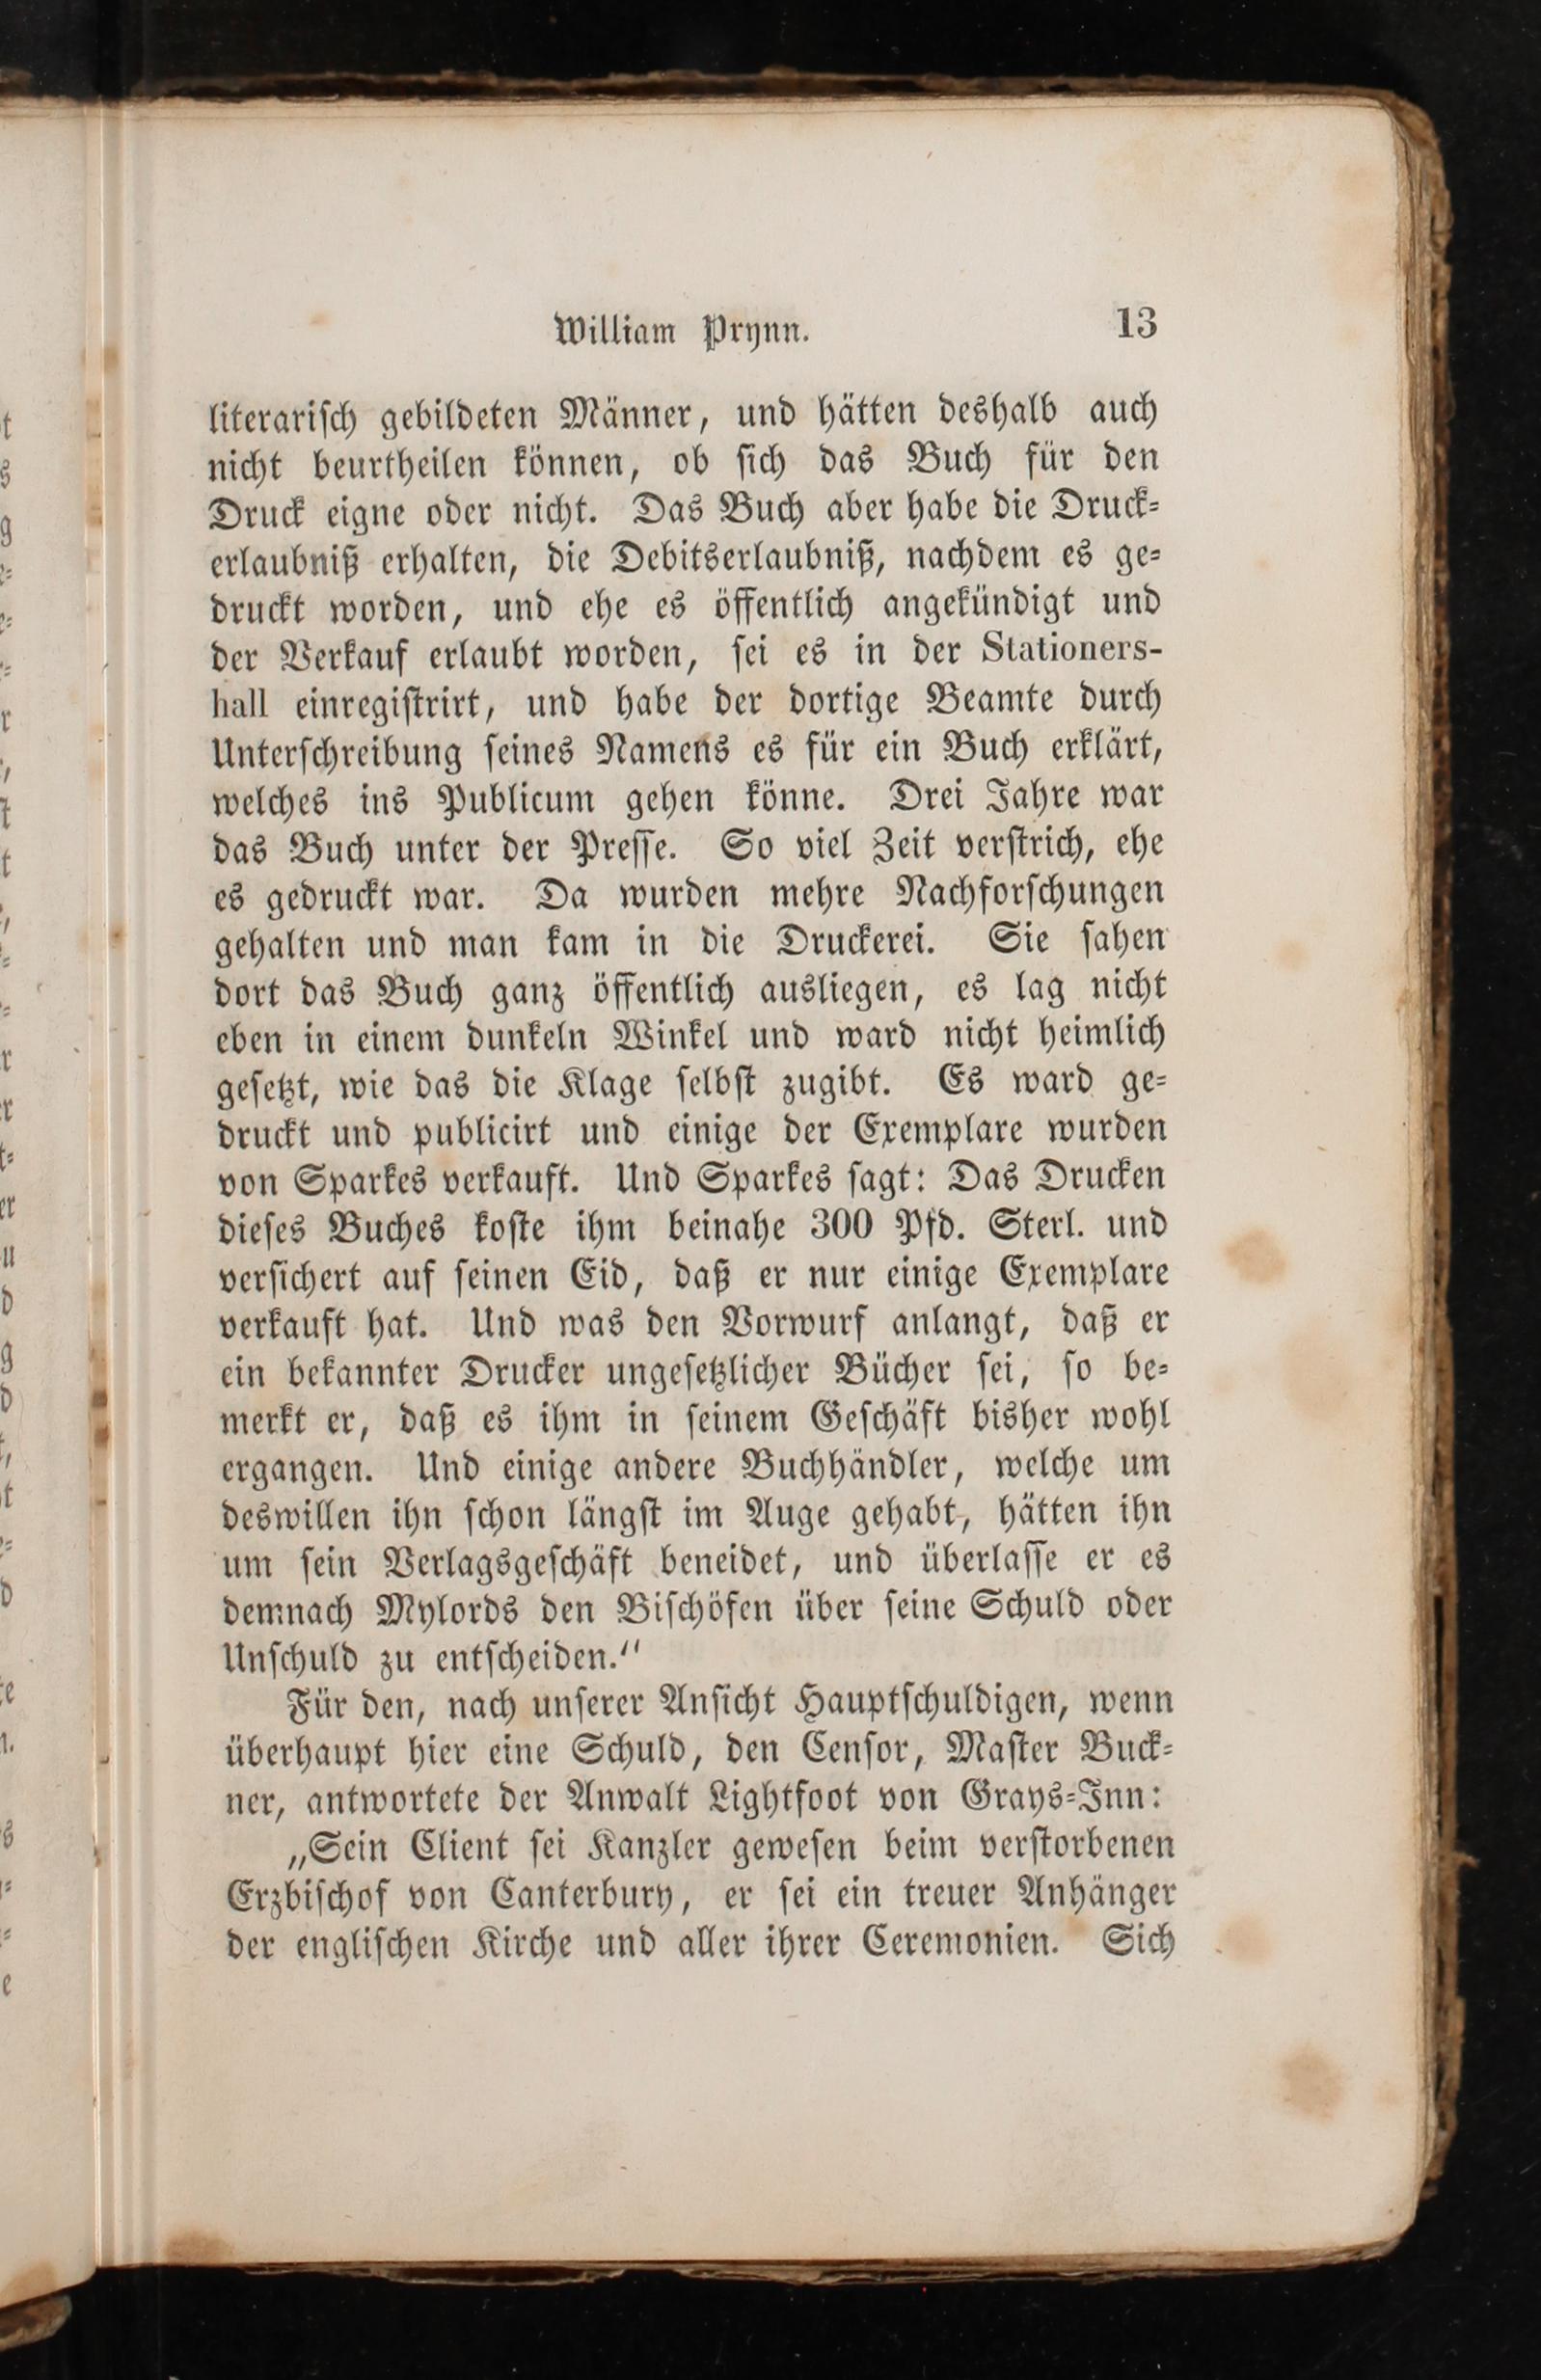 William Prynn. 13
literarisch gebildeten Männer, und hätten deshalb auch
nicht beurtheilen können, ob sich das Buch für den
Druck eigne oder nicht. Das Buch aber habe die Druck-
erlaubniß erhalten, die Debitserlaubniß, nachdem es ge-
druckt worden, und ehe es öffentlich angekündigt und
der Verkauf erlaubt worden, sei es in der Stationers-
hall einregistrirt, und habe der dortige Beamte durch
Unterschreibung seines Namens es für ein Buch erklärt,
welches ins Publicum gehen könne. Drei Jahre war
das Buch unter der Presse. So viel Zeit verstrich, ehe
es gedruckt war. Da wurden mehre Nachforschungen
gehalten und man kam in die Druckerei. Sie sahen
dort das Buch ganz öffentlich ausliegen, es lag nicht
eben in einem dunkeln Winkel und ward nicht heimlich
gesetzt, wie das die Klage selbst zugibt. Es ward ge-
druckt und publicirt und einige der Exemplare wurden
von Sparkes verkauft. Und Sparkes sagt: Das Drucken
dieses Buches koste ihm beinahe 300 Pfd. Sterl. und
versichert auf seinen Eid, daß er nur einige Exemplare
verkauft hat. Und was den Vorwurf anlangt, daß er
ein bekannter Drucker ungesetzlicher Bücher sei, so be-
merkt er, daß es ihm in seinem Geschäft bisher wohl
ergangen. Und einige andere Buchhändler, welche um
deswillen ihn schon längst im Auge gehabt, hätten ihn
um sein Verlagsgeschäft beneidet, und überlasse er es
demnach Mylords den Bischöfen über seine Schuld oder
Unschuld zu entscheiden.“
Für den, nach unserer Ansicht Hauptschuldigen, wenn
überhaupt hier eine Schuld, den Censor, Master Buck-
ner, antwortete der Anwalt Lightfoot von Grays-Inn:
„Sein Client sei Kanzler gewesen beim verstorbenen
Erzbischof von Canterbury, er sei ein treuer Anhänger
der englischen Kirche und aller ihrer Ceremonien. Sich